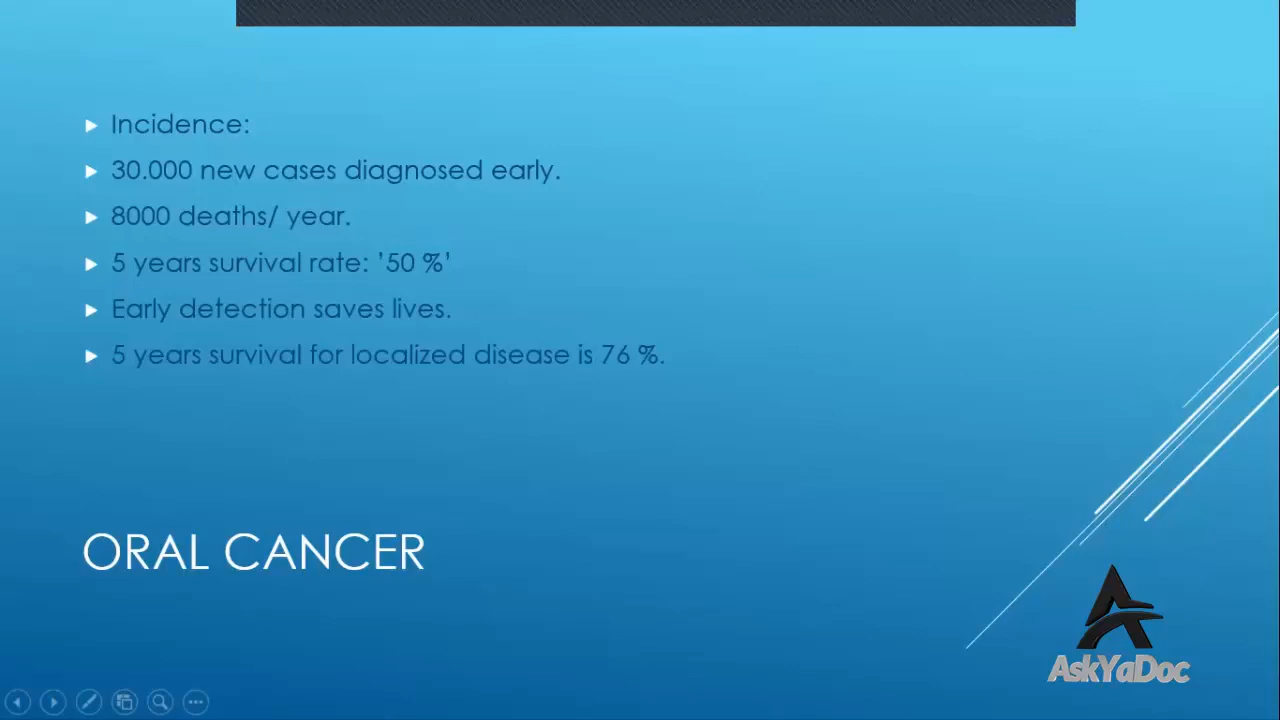 Incidence:
30.000 new cases diagnosed early.
8000 deaths/ year.
5 years survival rate: ’50 %’
Early detection saves lives.
5 years survival for localized disease is 76 %.
ORAL CANCER
AskYaDoc